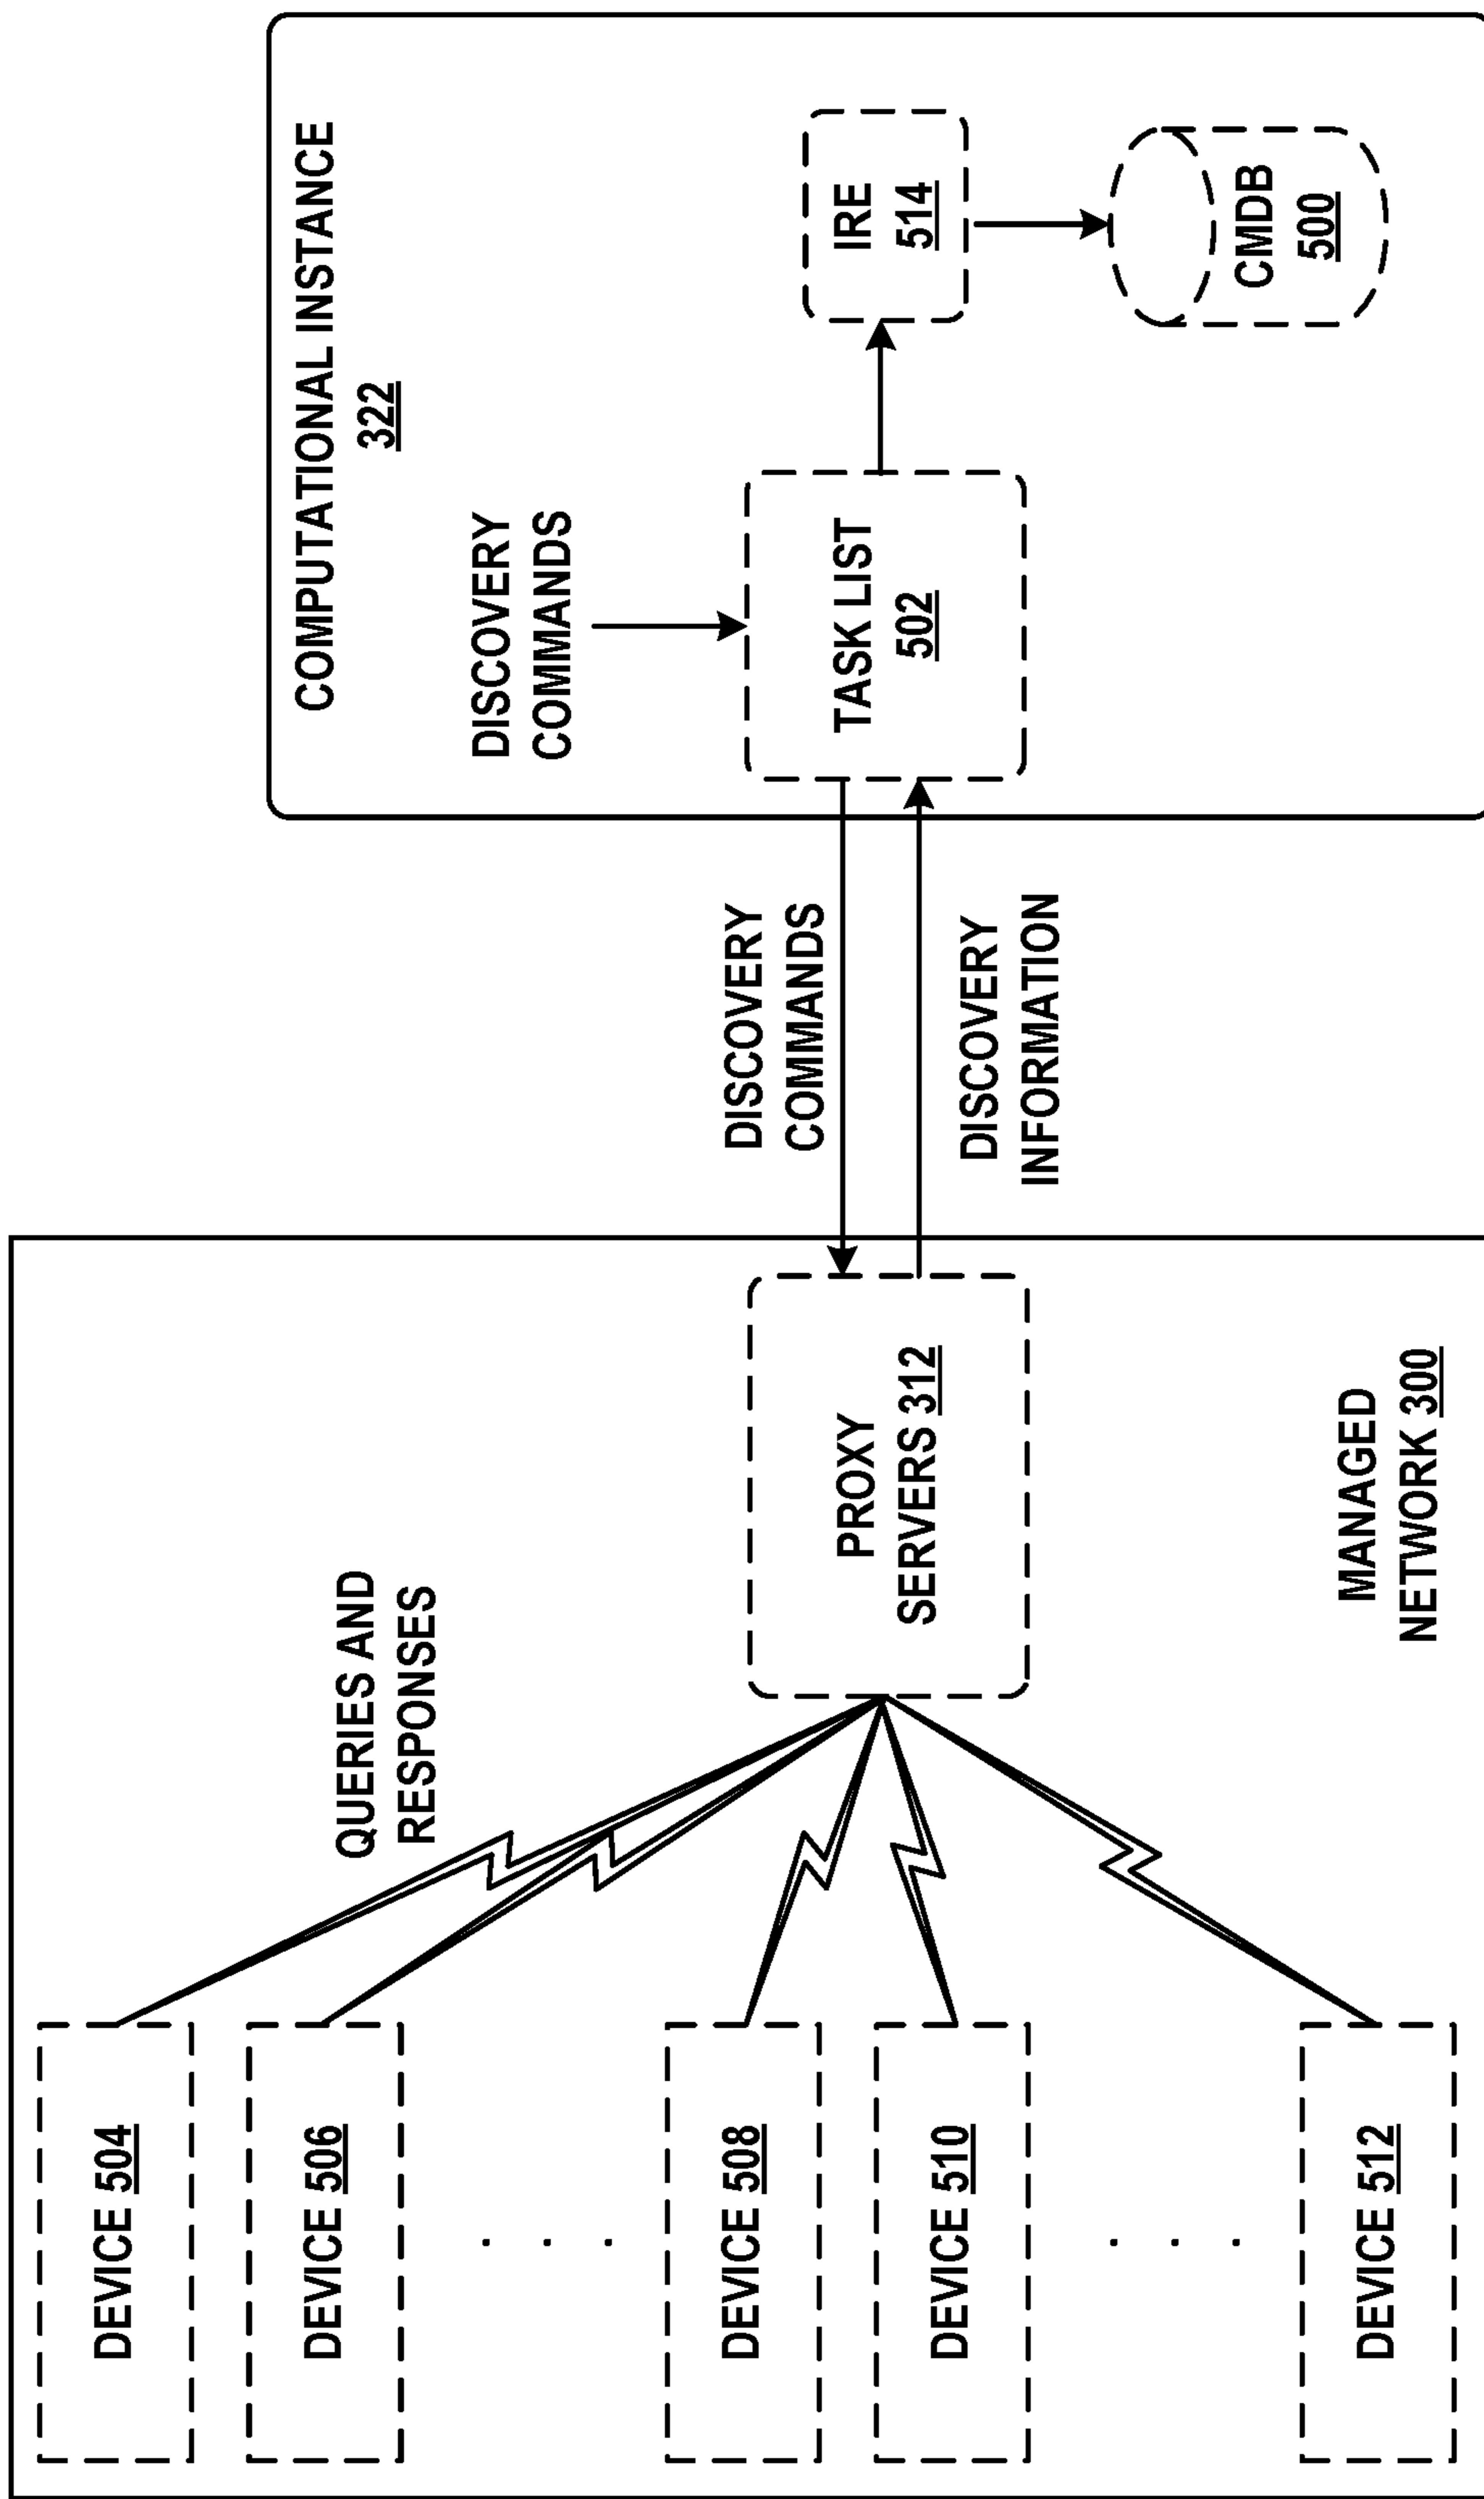 COMPUTATIONAL INSTANCE
322
DISCOVERY
COMMANDS
TASK LIST
502
IRE
514
CMDB
500
DISCOVERY
COMMANDS
DISCOVERY
INFORMATION
QUERIES AND
RESPONSES
PROXY
SERVERS 312
MANAGED
NETWORK 300
DEVICE 504
DEVICE 506
. . .
DEVICE 508
DEVICE 510
. . .
DEVICE 512